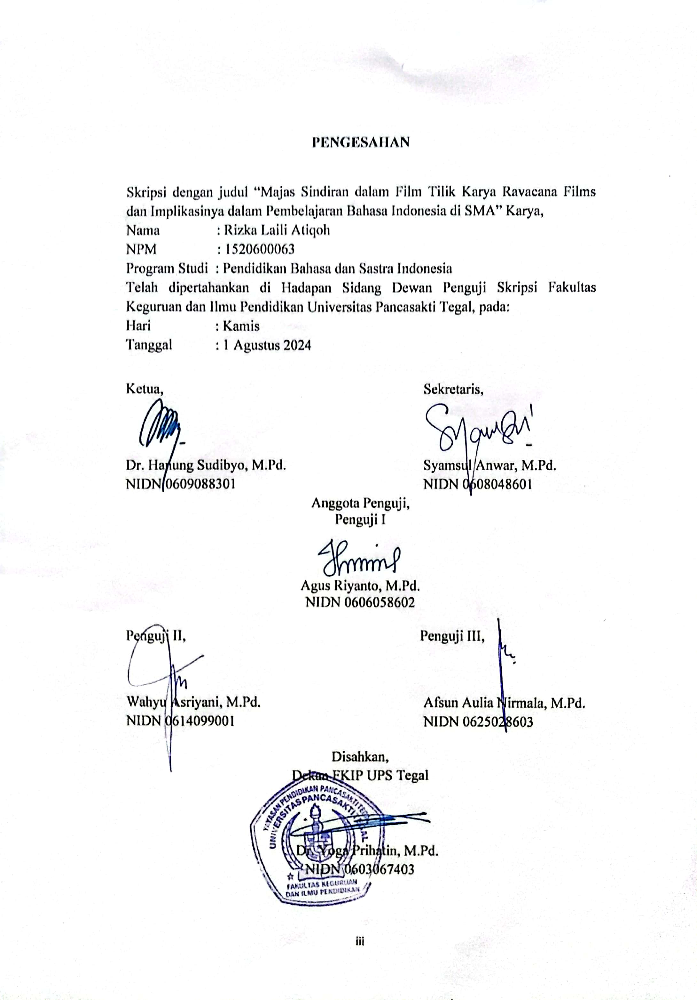 PENGESAHAN
Skripsi dengan judul “Majas Sindiran dalam Film Tilik Karya Ravacana Films
dan Implikasinya dalam Pembelajaran Bahasa Indonesia di SMA” Karya,
Nama : Rizka Laili Atiqoh
NPM : 1520600063
Program Studi : Pendidikan Bahasa dan Sastra Indonesia
Telah dipertahankan di Hadapan Sidang Dewan Penguji Skripsi Fakultas
Keguruan dan Ilmu Pendidikan Universitas Pancasakti Tegal, pada:
Hari : Kamis
Tanggal : 1 Agustus 2024
Ketua, Sekretaris,
Dr. Hanung Sudibyo, M.Pd. Syamsul Anwar, M.Pd.
NIDN 0609088301 NIDN 0608048601
Anggota Penguji,
Penguji I
Agus Riyanto, M.Pd.
NIDN 0606058602
Penguji II, Penguji III,
Wahyu Asriyani, M.Pd. Afsun Aulia Nirmala, M.Pd.
NIDN 0614099001 NIDN 0625028603
Disahkan,
Dekan FKIP UPS Tegal
YAYASAN PENDIDIKAN PANCASAKTI TEGAL
UNIVERSITAS PANCASAKTI TEGAL
Dr. Yoga Prihatin, M.Pd.
NIDN 0603067403
FAKULTAS KEGURUAN
DAN ILMU PENDIDIKAN
iii